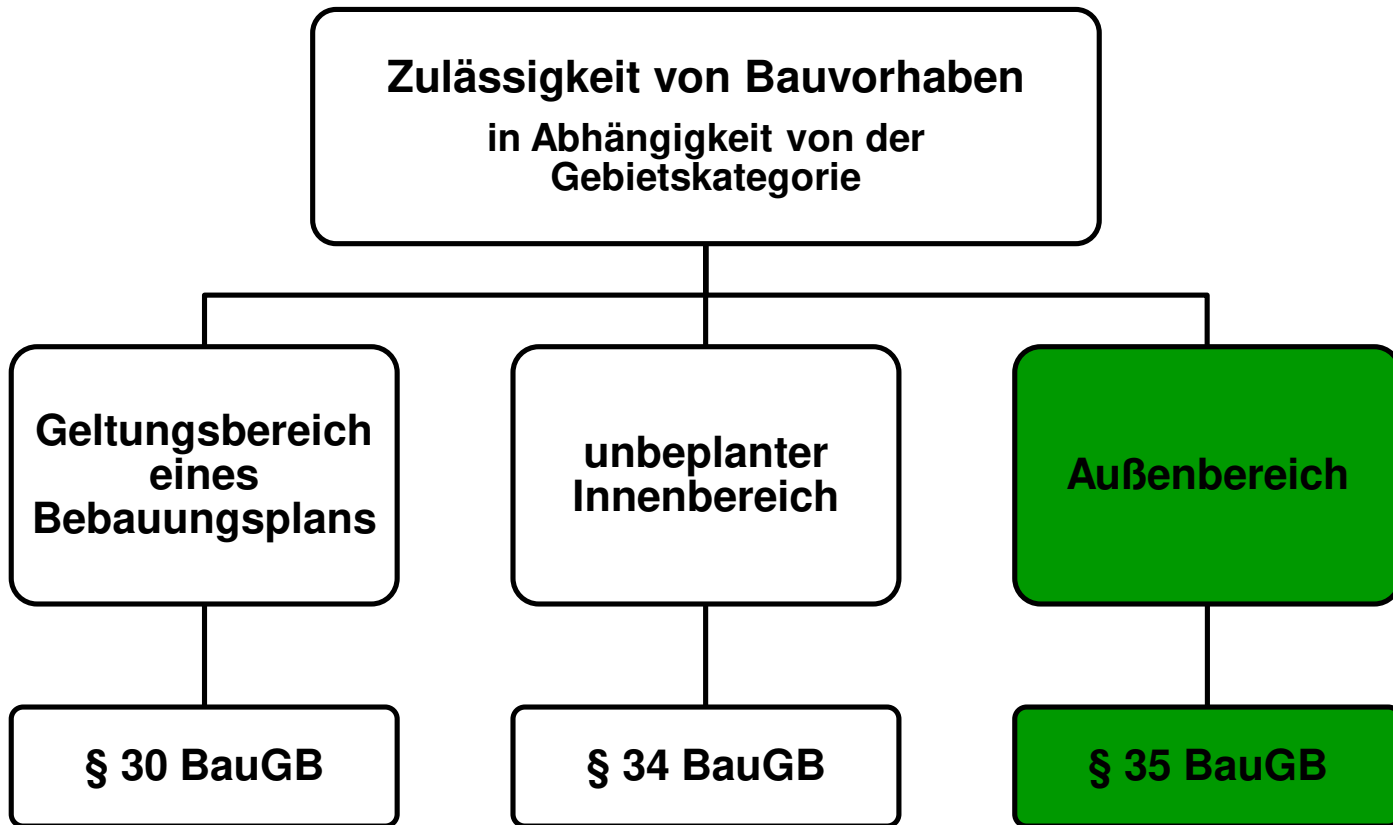 Zulässigkeit von Bauvorhaben
in Abhängigkeit von der
Gebietskategorie
Geltungsbereich
eines
Bebauungsplans
unbeplanter
Innenbereich
Außenbereich
§ 30 BauGB
§ 34 BauGB
§ 35 BauGB